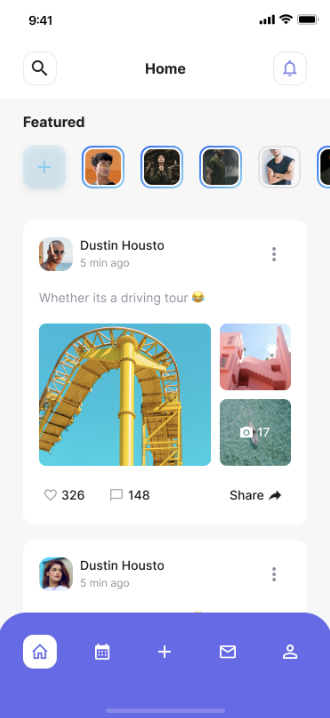 9:41
Home
Featured
Dustin Housto
5 min ago
Whether its a driving tour 😂
17
326
148
Share
Dustin Housto
5 min ago